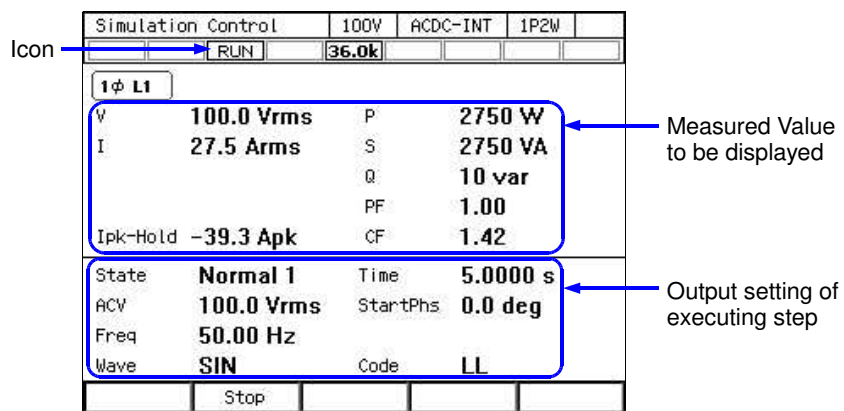 Simulation Control 100V ACDC-INT 1P2W
Icon RUN 36.0k
1ϕ L1
V 100.0 Vrms P 2750 W
I 27.5 Arms S 2750 VA
Q 10 var
PF 1.00
Ipk-Hold -39.3 Apk CF 1.42
Measured Value
to be displayed
State Normal 1 Time 5.0000 s
ACV 100.0 Vrms StartPhs 0.0 deg
Freq 50.00 Hz
Wave SIN Code LL
Output setting of
executing step
Stop